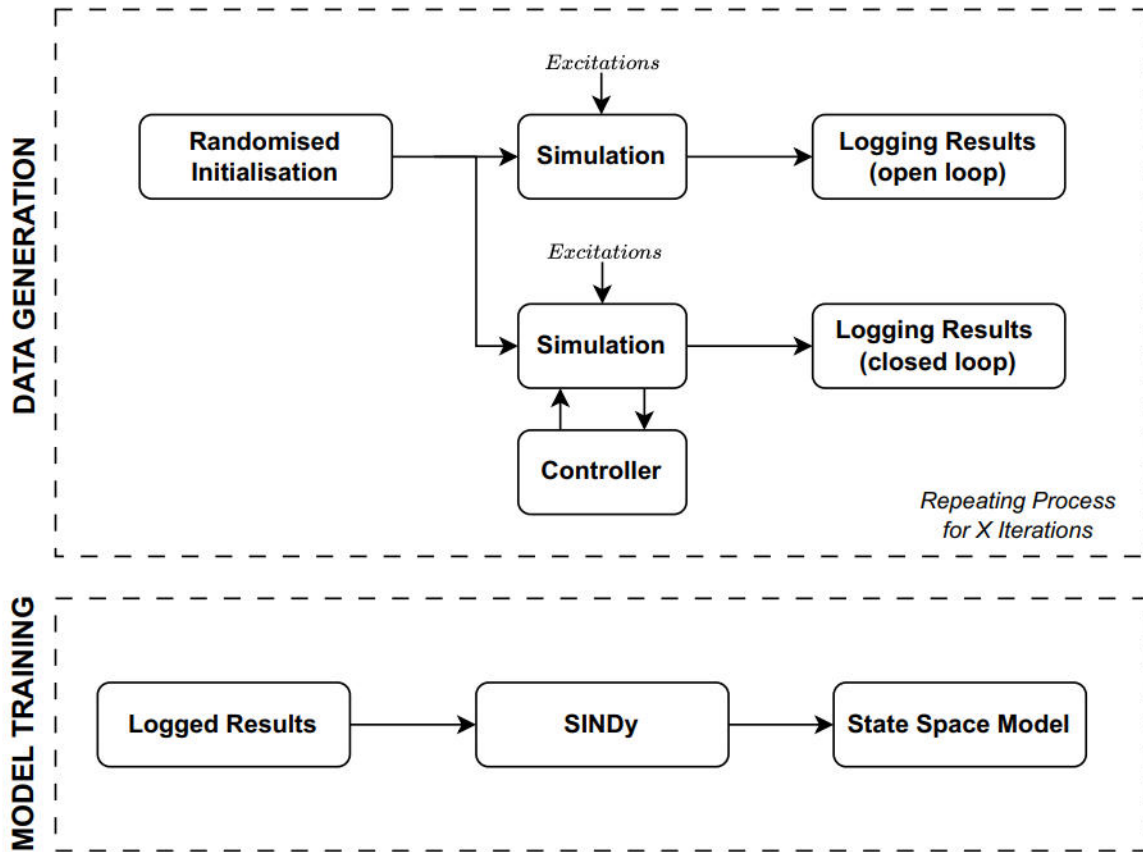 DATA GENERATION
Excitations
Randomised
Initialisation
Simulation
Logging Results
(open loop)
Excitations
Simulation
Logging Results
(closed loop)
Controller
Repeating Process
for X Iterations
MODEL TRAINING
Logged Results
SINDy
State Space Model